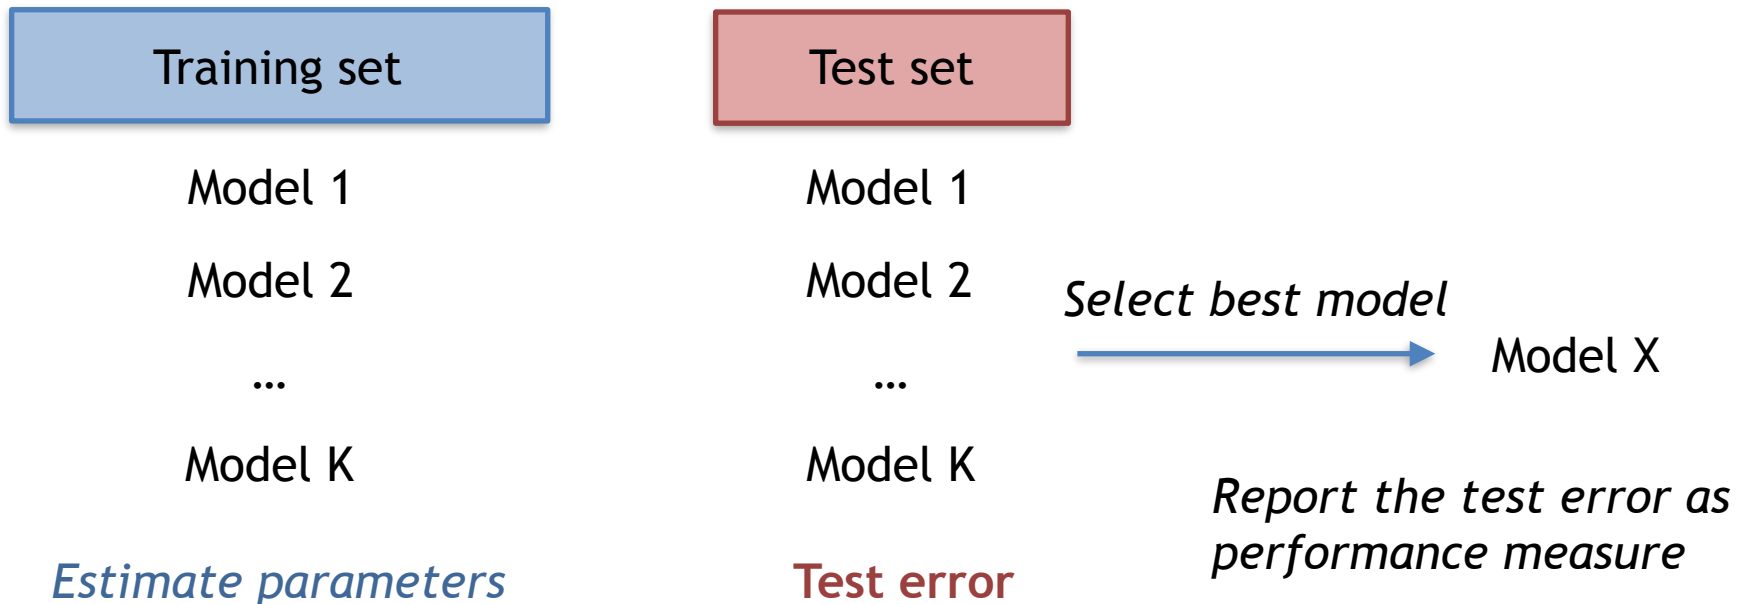 Training set
Test set
Model 1
Model 1
Model 2
Model 2
Select best model
Model X
…
…
Model K
Model K
Report the test error as
performance measure
Estimate parameters
Test error